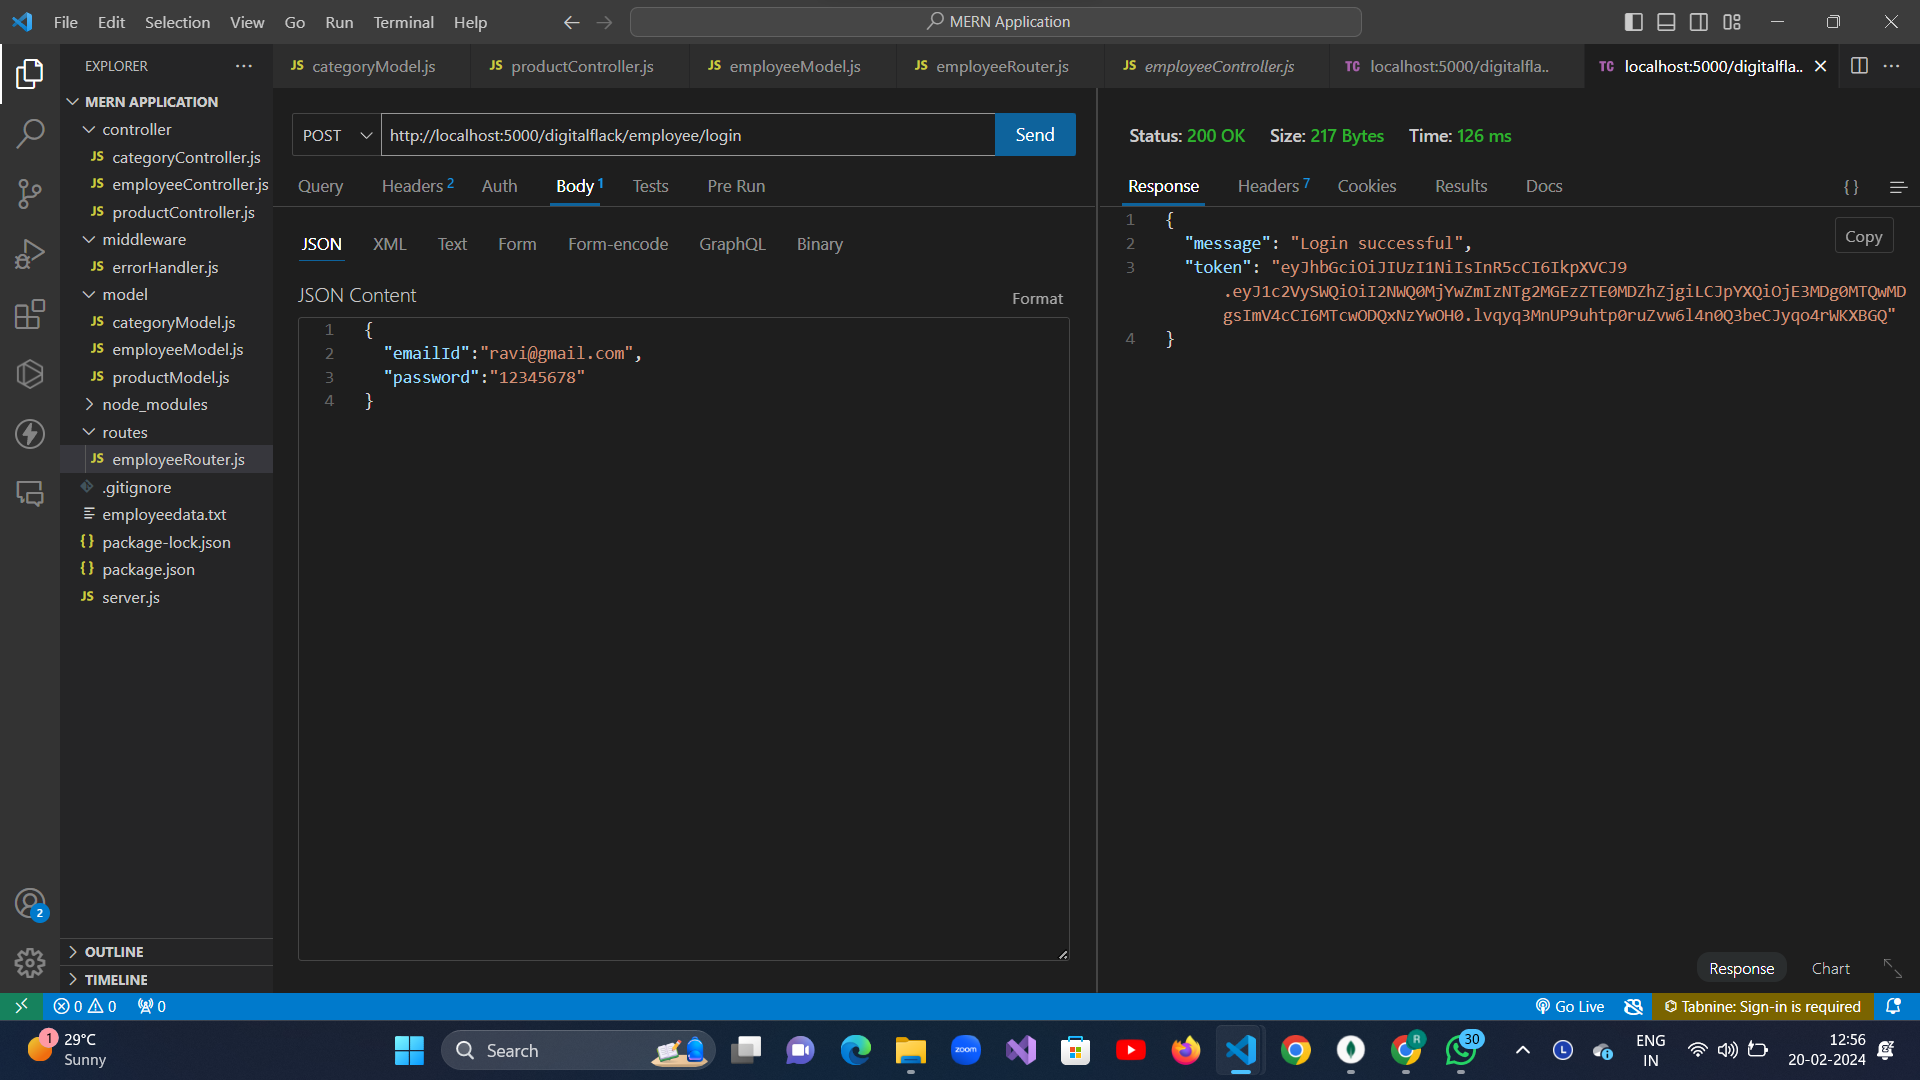 File Edit Selection View Go Run Terminal Help
MERN Application
EXPLORER
MERN APPLICATION
controller
JS categoryController.js
JS employeeController.js
JS productController.js
middleware
JS errorHandler.js
model
JS categoryModel.js
JS employeeModel.js
JS productModel.js
node_modules
routes
JS employeeRouter.js
.gitignore
employeedata.txt
{} package-lock.json
{} package.json
JS server.js
OUTLINE
TIMELINE
2
JS categoryModel.js JS productController.js JS employeeModel.js JS employeeRouter.js JS employeeController.js TC localhost:5000/digitalfla.. TC localhost:5000/digitalfla..
POST http://localhost:5000/digitalflack/employee/login Send
Query Headers 2 Auth Body 1 Tests Pre Run
JSON XML Text Form Form-encode GraphQL Binary
JSON Content
Format
1 {
2 "emailId":"ravi@gmail.com",
3 "password":"12345678"
4 }
Status: 200 OK Size: 217 Bytes Time: 126 ms
Response Headers 7 Cookies Results Docs {}
Copy
1 {
2 "message": "Login successful",
3 "token": "eyJhbGciOiJIUzI1NiIsInR5cCI6IkpXVCJ9
.eyJ1c2VySWQiOiI2NWQ0MjYwZmIzNTg2MGEzZTE0MDZhZjgiLCJpYXQiOjE3MDg0MTQwMD
gsImV4cCI6MTcwODQxNzYwOH0.lvqyq3MnUP9uhtp0ruZvw6l4n0Q3beCJyqo4rWKXBGQ"
4 }
Response Chart
0 0 0
Go Live Tabnine: Sign-in is required
1 29°C
Sunny
Search
zoom
R
30
ENG
IN
12:56
20-02-2024